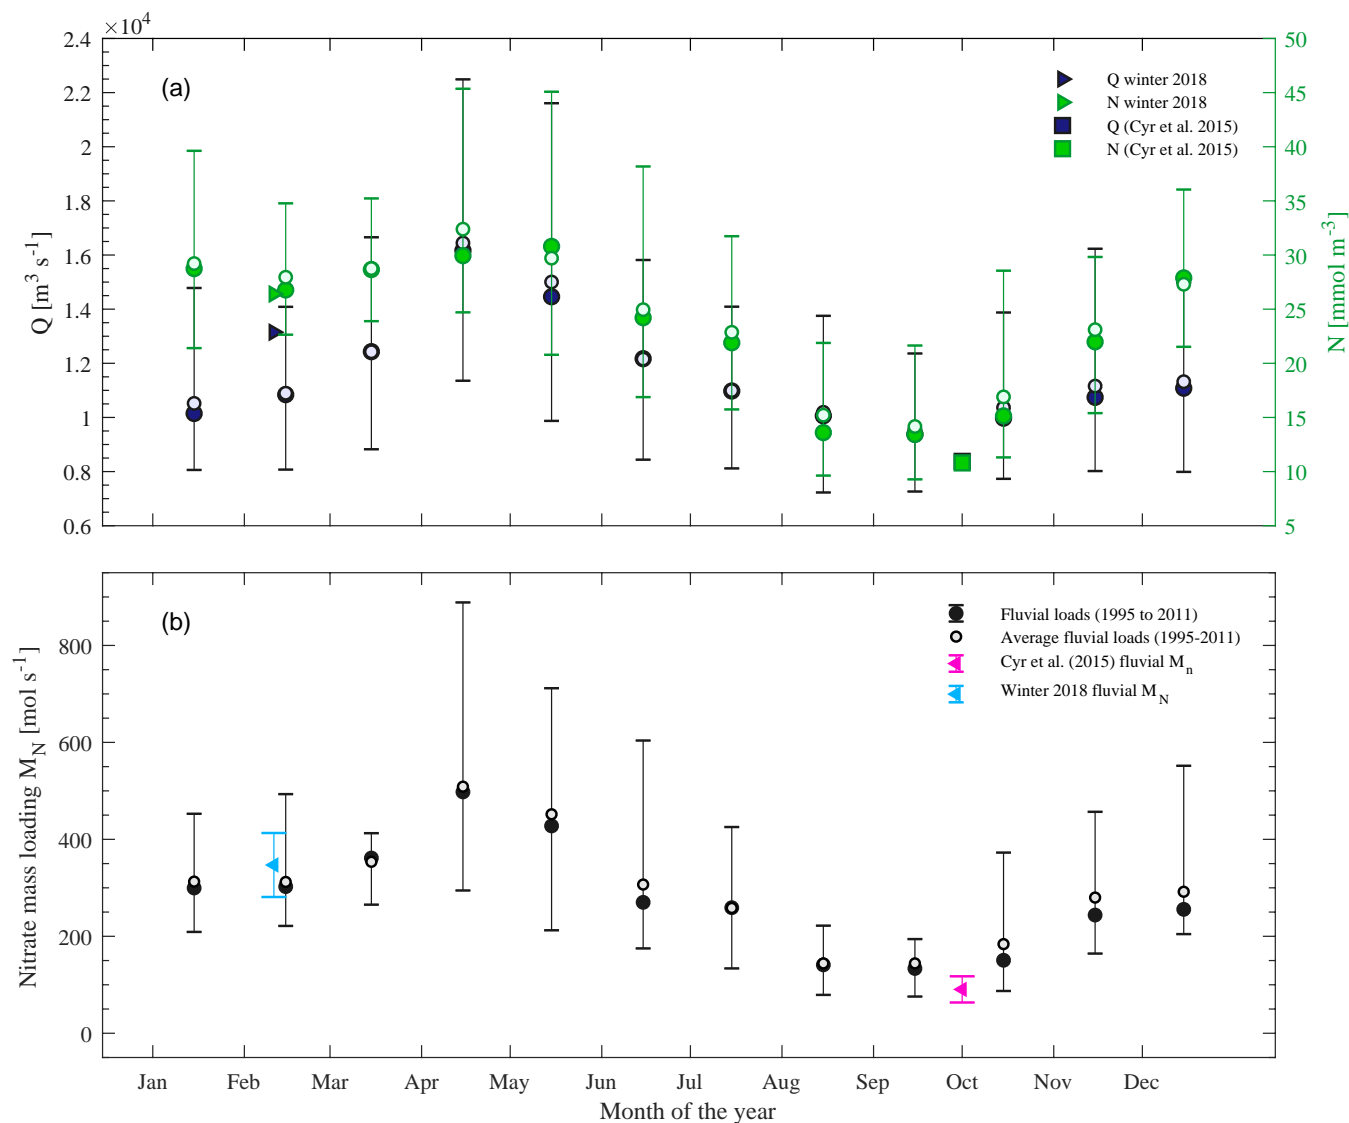 ×10⁴
2.4
2.2
2
1.8
1.6
1.4
1.2
1
0.8
0.6
Q [m³ s⁻¹]
(a)
Q winter 2018
N winter 2018
Q (Cyr et al. 2015)
N (Cyr et al. 2015)
50
45
40
35
30
25
20
15
10
5
N [mmol m⁻³]
(b)
Fluvial loads (1995 to 2011)
Average fluvial loads (1995-2011)
Cyr et al. (2015) fluvial Mₙ
Winter 2018 fluvial M_N
800
600
400
200
0
Nitrate mass loading M_N [mol s⁻¹]
Jan Feb Mar Apr May Jun Jul Aug Sep Oct Nov Dec
Month of the year